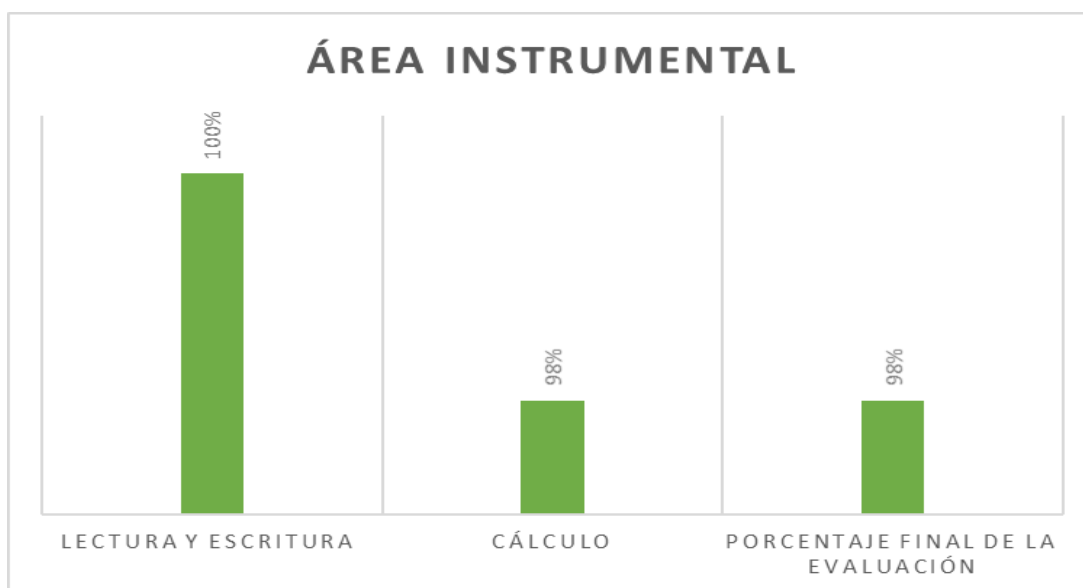 ÁREA INSTRUMENTAL
100%
98%
98%
LECTURA Y ESCRITURA
CÁLCULO
PORCENTAJE FINAL DE LA
EVALUACIÓN